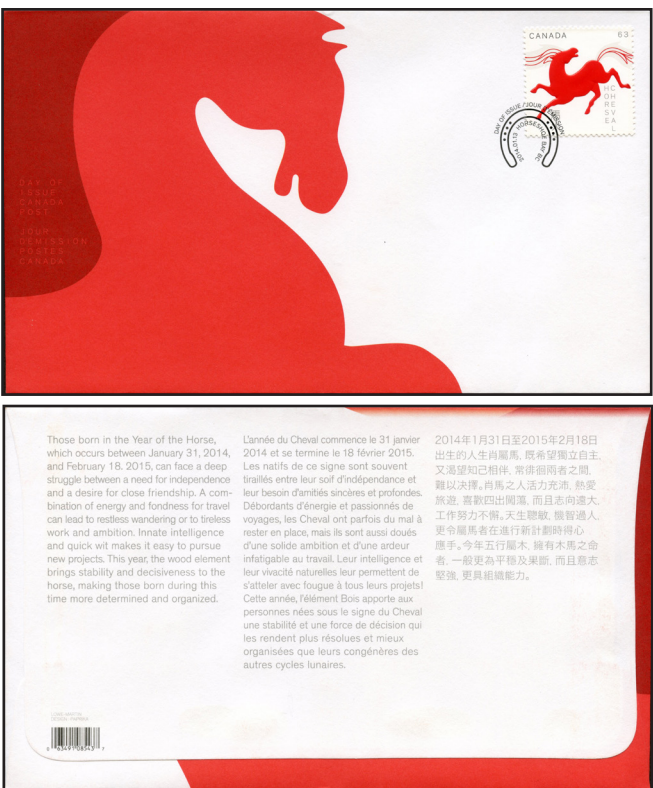 CANADA 63
HORSE
CHEVAL
DAY OF ISSUE / JOUR D'ÉMISSION
2014.01.13 HORSESHOE BAY BC
DAY OF
ISSUE
CANADA
POST
JOUR
D'ÉMISSION
POSTES
CANADA
Those born in the Year of the Horse,
which occurs between January 31, 2014,
and February 18. 2015, can face a deep
struggle between a need for independence
and a desire for close friendship. A com-
bination of energy and fondness for travel
can lead to restless wandering or to tireless
work and ambition. Innate intelligence
and quick wit makes it easy to pursue
new projects. This year, the wood element
brings stability and decisiveness to the
horse, making those born during this
time more determined and organized.
L'année du Cheval commence le 31 janvier
2014 et se termine le 18 février 2015.
Les natifs de ce signe sont souvent
tiraillés entre leur soif d'indépendance et
leur besoin d'amitiés sincères et profondes.
Débordants d'énergie et passionnés de
voyages, les Cheval ont parfois du mal à
rester en place, mais ils sont aussi doués
d'une solide ambition et d'une ardeur
infatigable au travail. Leur intelligence et
leur vivacité naturelles leur permettent de
s'atteler avec fougue à tous leurs projets!
Cette année, l'élément Bois apporte aux
personnes nées sous le signe du Cheval
une stabilité et une force de décision qui
les rendent plus résolues et mieux
organisées que leurs congénères des
autres cycles lunaires.
2014年1月31日至2015年2月18日
出生的人生肖屬馬, 既希望獨立自主,
又渴望知己相伴, 常徘徊兩者之間,
難以決擇。肖馬之人活力充沛, 熱愛
旅遊, 喜歡四出闖蕩, 而且志向遠大,
工作努力不懈。天生聰敏, 機智過人,
更令屬馬者在進行新計劃時得心
應手。今年五行屬木, 擁有木馬之命
者, 一般更為平穩及果斷, 而且意志
堅強, 更具組織能力。
DESIGN: PAPRIKA
6 63491 08543 7